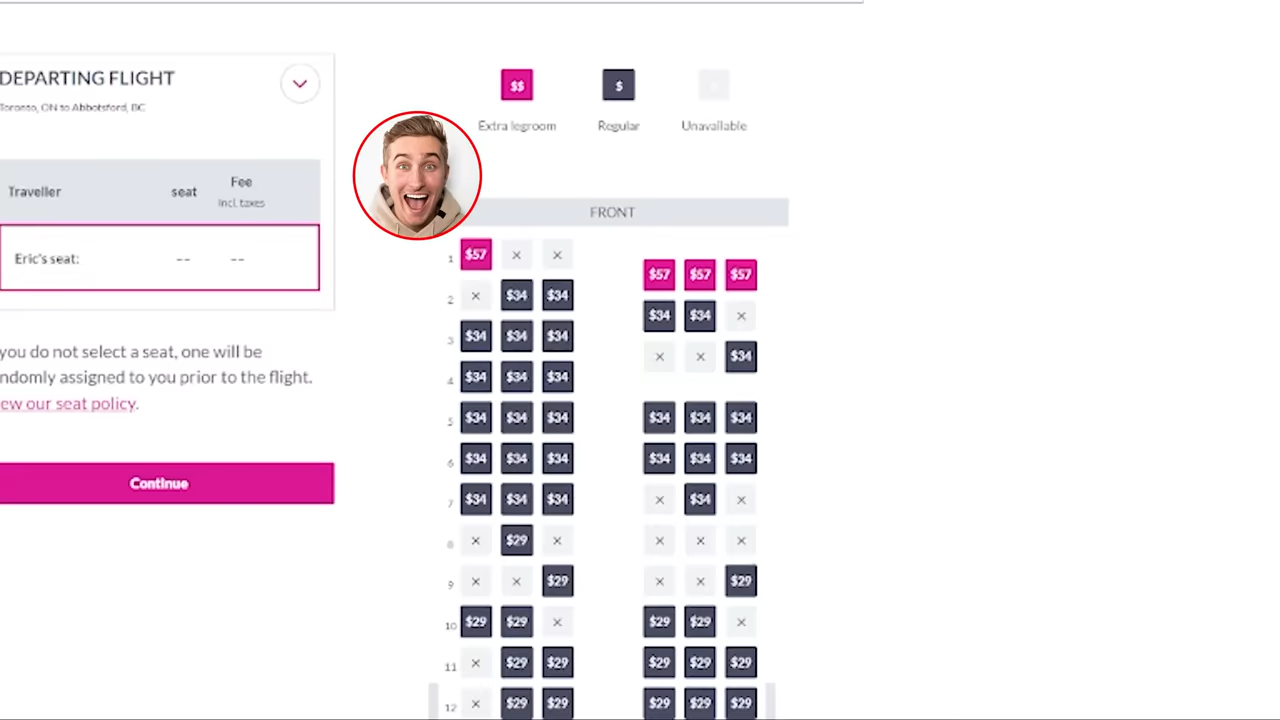 DEPARTING FLIGHT
Toronto, ON to Abbotsford, BC
Traveller seat Fee
incl. taxes
Eric's seat: -- --
you do not select a seat, one will be
ndomly assigned to you prior to the flight.
ew our seat policy.
Continue
$$ $
Extra legroom Regular Unavailable
FRONT
1 $57 × × $57 $57 $57
2 × $34 $34 $34 $34 ×
3 $34 $34 $34 × × $34
4 $34 $34 $34
5 $34 $34 $34 $34 $34 $34
6 $34 $34 $34 $34 $34 $34
7 $34 $34 $34 × $34 ×
8 × $29 × × × ×
9 × × $29 × × $29
10 $29 $29 × $29 $29 ×
11 × $29 $29 $29 $29 $29
12 × $29 $29 $29 $29 $29